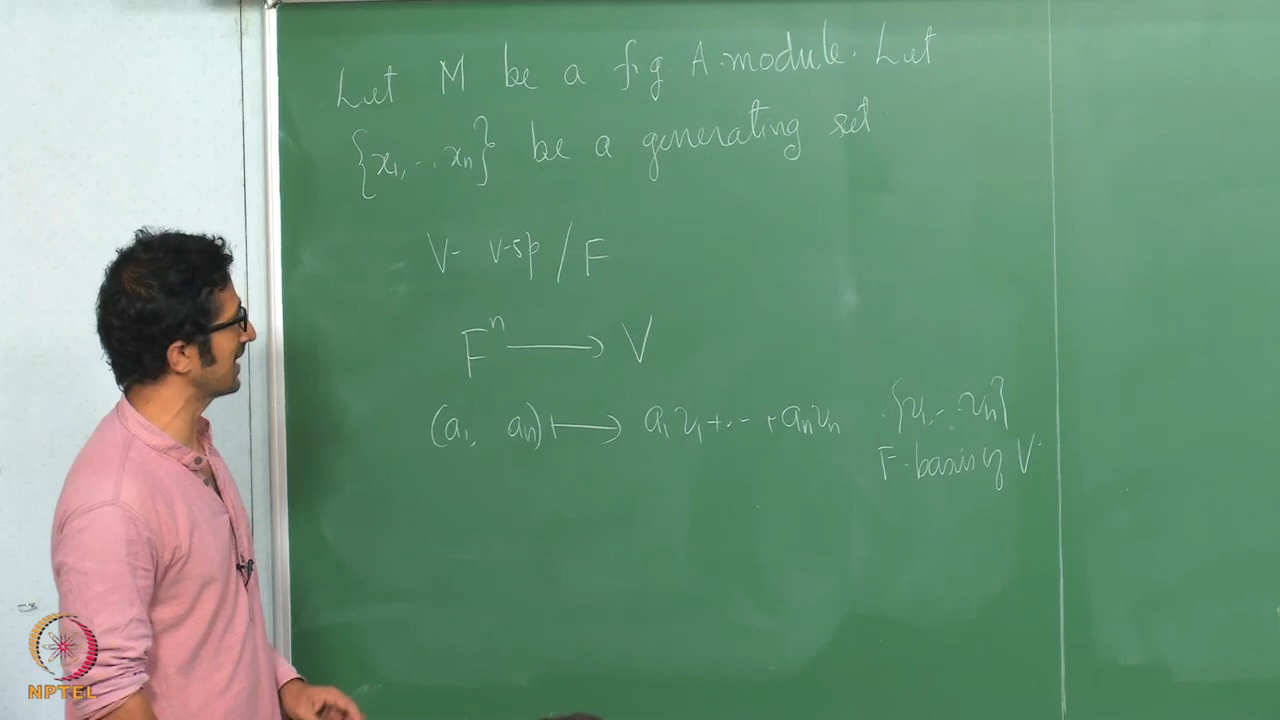 Let M be a f.g. A-module. Let
{x₁, .. xₙ} be a generating set
V- v-sp / F
Fⁿ ⟶ V
(a₁, aₙ) ⟼ a₁v₁+..+aₙvₙ {v₁, .. vₙ}
F-basis of V.
NPTEL